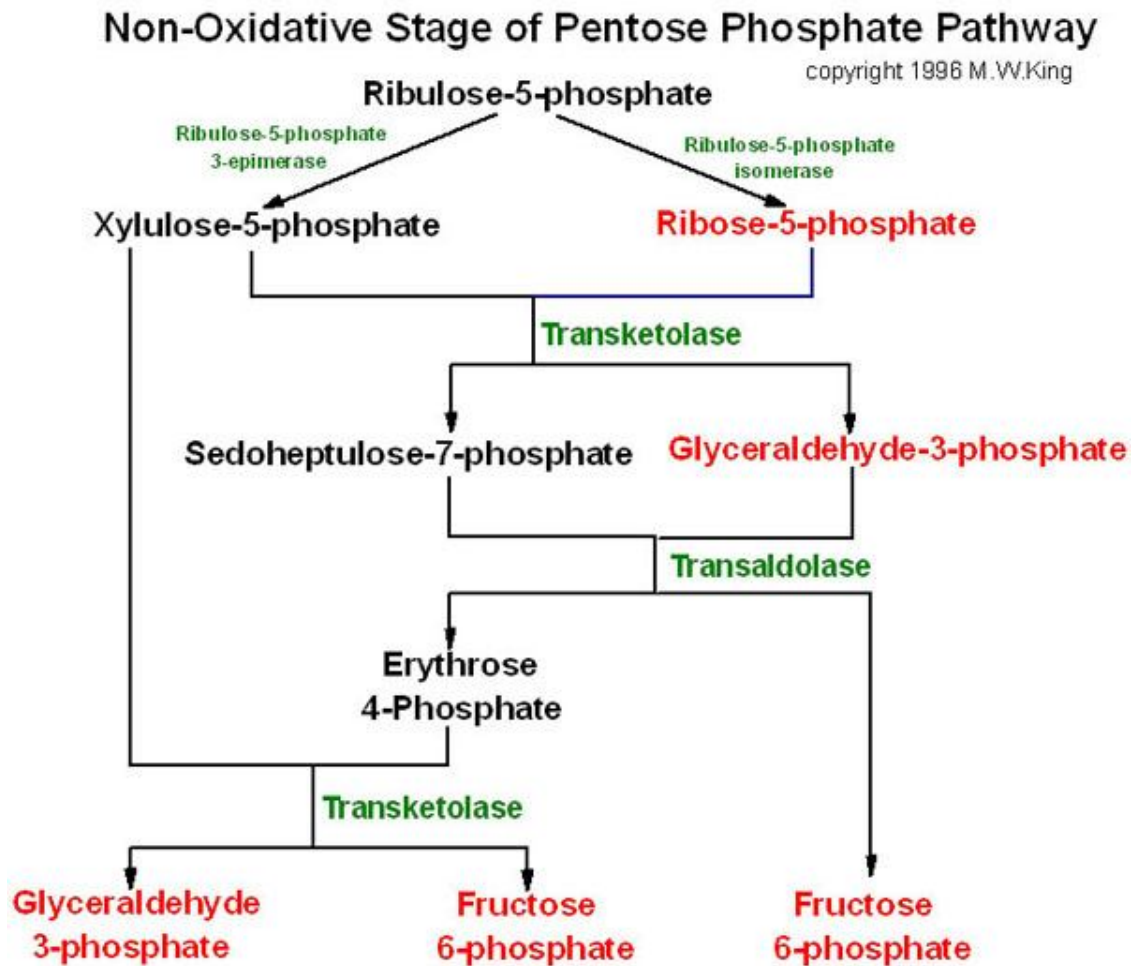 Non-Oxidative Stage of Pentose Phosphate Pathway
copyright 1996 M.W.King
Ribulose-5-phosphate
Ribulose-5-phosphate
3-epimerase
Ribulose-5-phosphate
isomerase
Xylulose-5-phosphate
Ribose-5-phosphate
Transketolase
Sedoheptulose-7-phosphate
Glyceraldehyde-3-phosphate
Transaldolase
Erythrose
4-Phosphate
Transketolase
Glyceraldehyde
3-phosphate
Fructose
6-phosphate
Fructose
6-phosphate